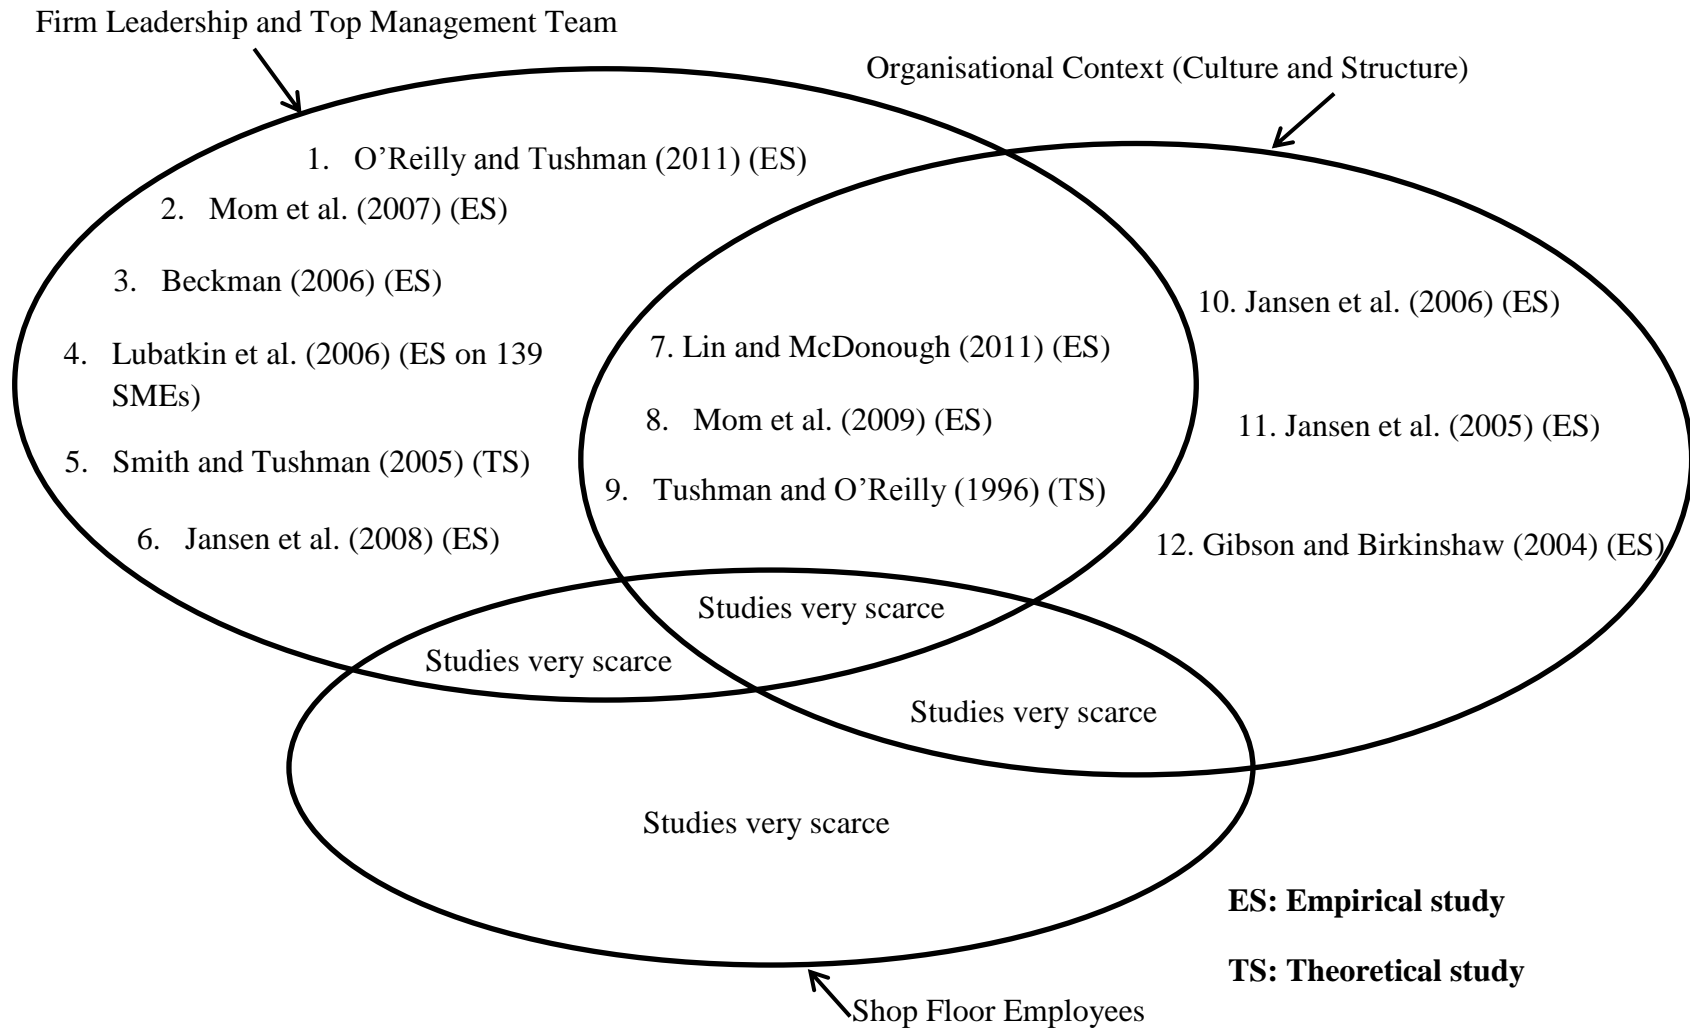 Firm Leadership and Top Management Team
Organisational Context (Culture and Structure)
1. O’Reilly and Tushman (2011) (ES)
2. Mom et al. (2007) (ES)
3. Beckman (2006) (ES)
4. Lubatkin et al. (2006) (ES on 139
SMEs)
5. Smith and Tushman (2005) (TS)
6. Jansen et al. (2008) (ES)
7. Lin and McDonough (2011) (ES)
8. Mom et al. (2009) (ES)
9. Tushman and O’Reilly (1996) (TS)
10. Jansen et al. (2006) (ES)
11. Jansen et al. (2005) (ES)
12. Gibson and Birkinshaw (2004) (ES)
Studies very scarce
Studies very scarce
Studies very scarce
Studies very scarce
ES: Empirical study
TS: Theoretical study
Shop Floor Employees